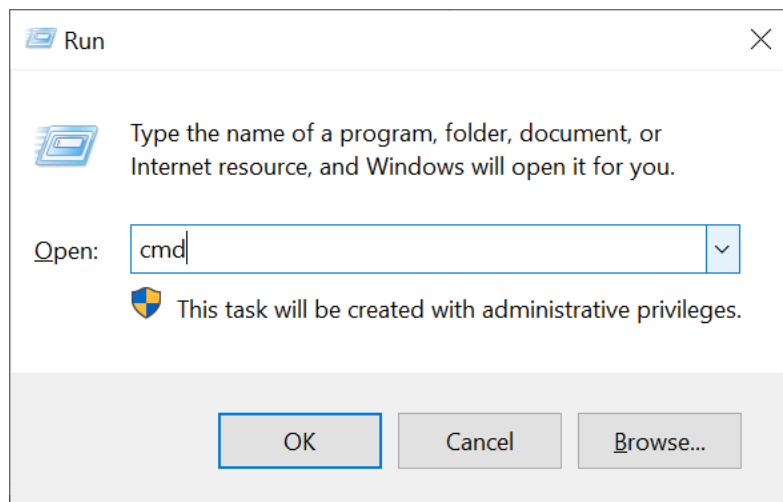 Run
Type the name of a program, folder, document, or
Internet resource, and Windows will open it for you.
Open: cmd
This task will be created with administrative privileges.
OK Cancel Browse...